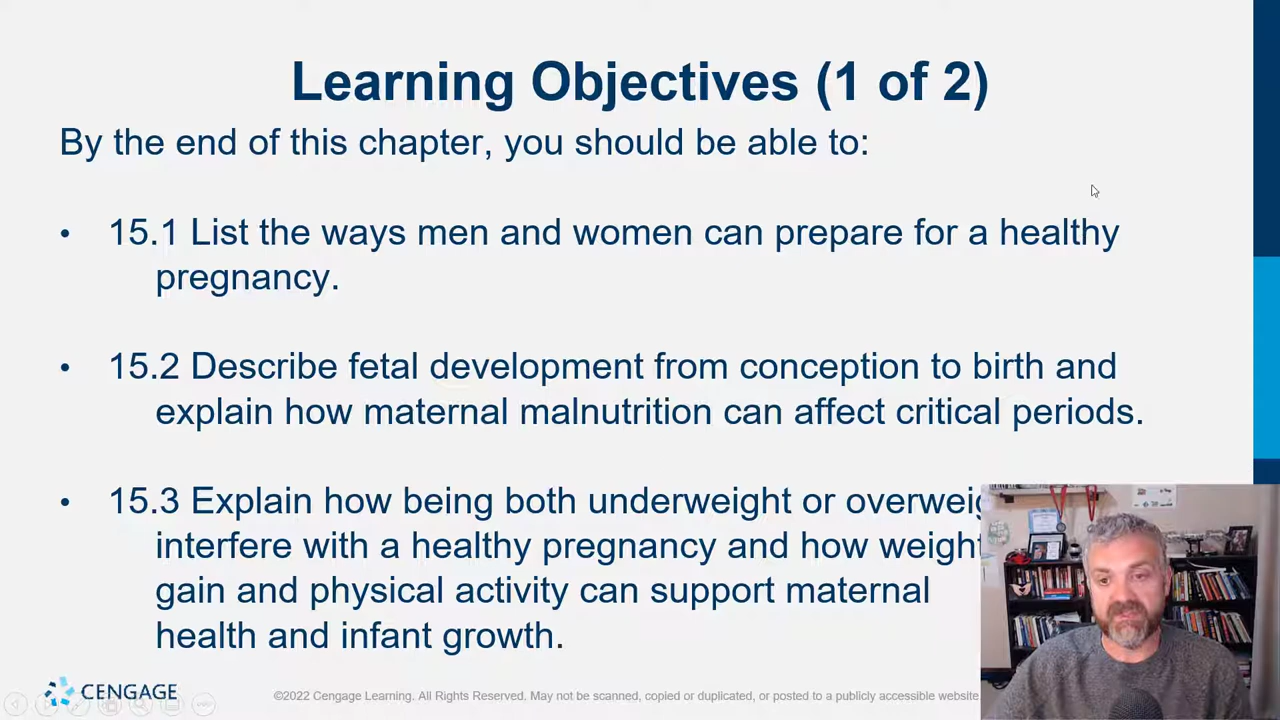 Learning Objectives (1 of 2)
By the end of this chapter, you should be able to:
• 15.1 List the ways men and women can prepare for a healthy
pregnancy.
• 15.2 Describe fetal development from conception to birth and
explain how maternal malnutrition can affect critical periods.
• 15.3 Explain how being both underweight or
interfere with a healthy pregnancy and how weight
gain and physical activity can support maternal
health and infant growth.
CENGAGE
©2022 Cengage Learning. All Rights Reserved. May not be scanned, copied or duplicated, or posted to a publicly accessible website